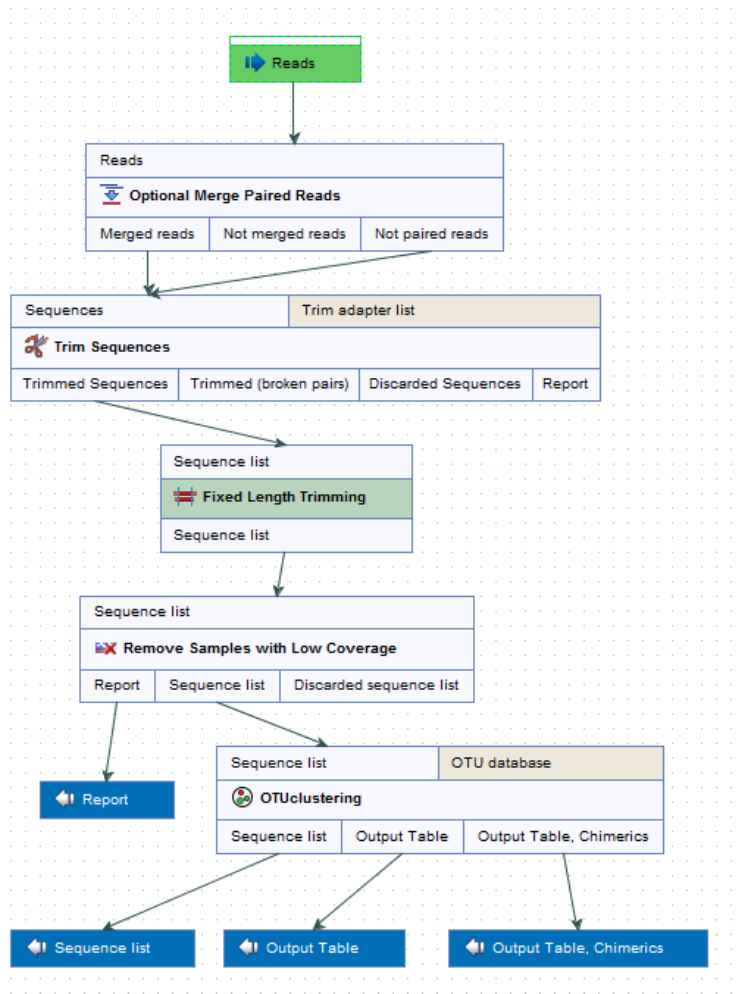 Reads
Reads
Optional Merge Paired Reads
Merged reads Not merged reads Not paired reads
Sequences Trim adapter list
Trim Sequences
Trimmed Sequences Trimmed (broken pairs) Discarded Sequences Report
Sequence list
Fixed Length Trimming
Sequence list
Sequence list
Remove Samples with Low Coverage
Report Sequence list Discarded sequence list
Sequence list OTU database
Report
OTUclustering
Sequence list Output Table Output Table, Chimerics
Sequence list Output Table Output Table, Chimerics